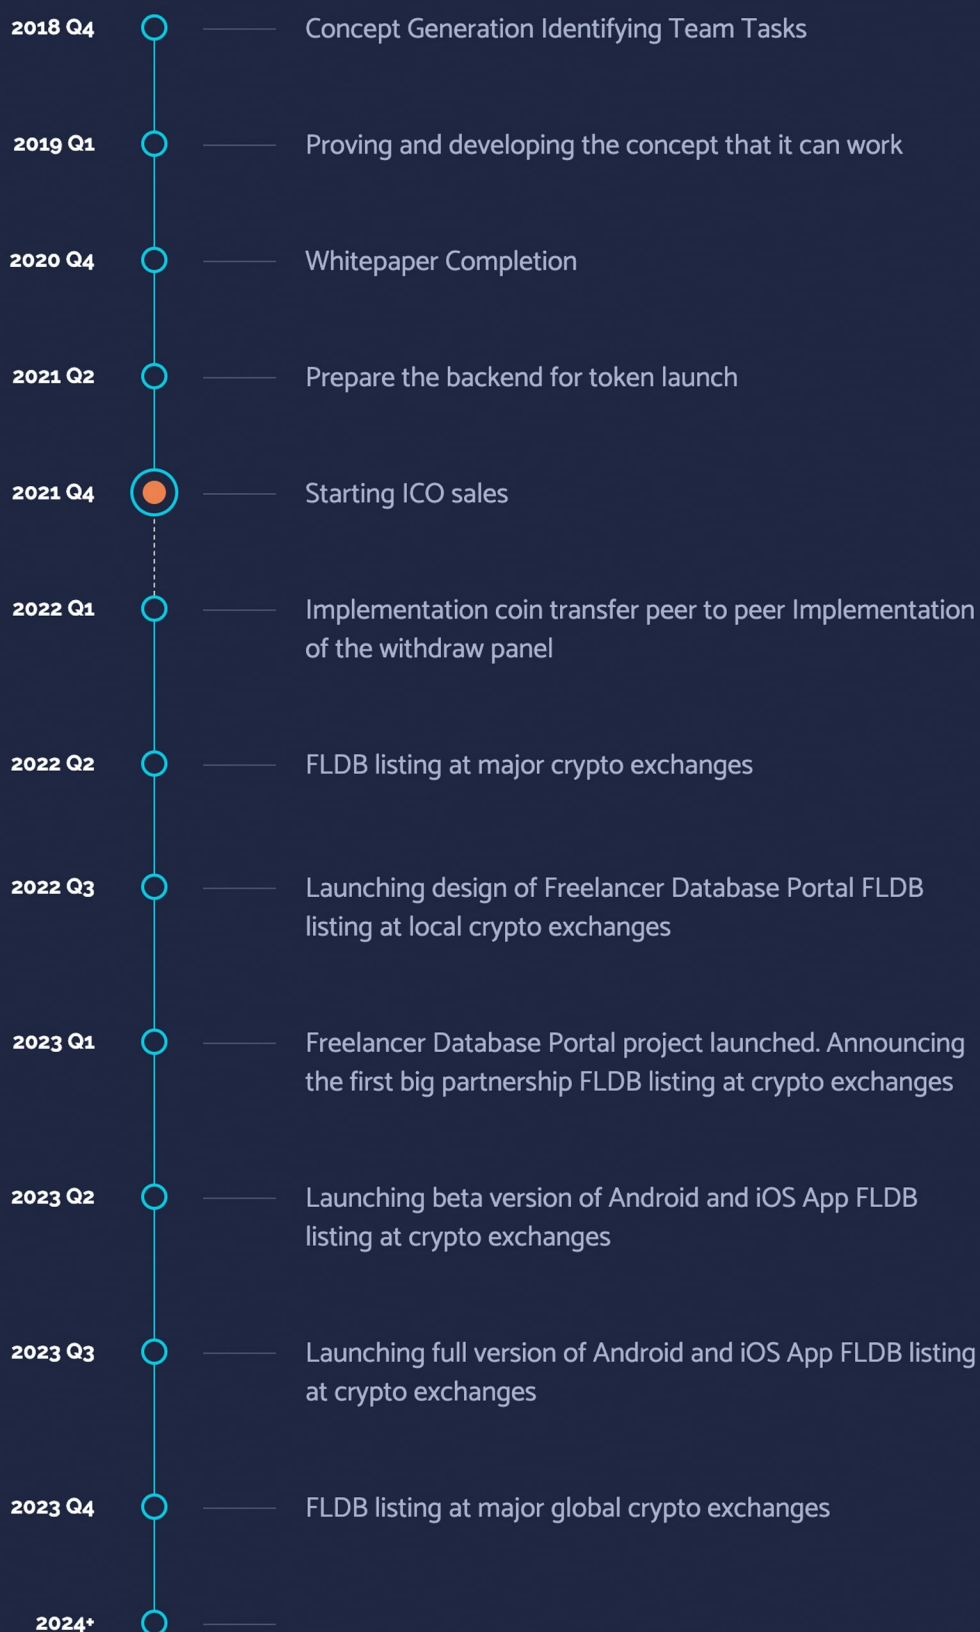 2018 Q4 Concept Generation Identifying Team Tasks
2019 Q1 Proving and developing the concept that it can work
2020 Q4 Whitepaper Completion
2021 Q2 Prepare the backend for token launch
2021 Q4 Starting ICO sales
2022 Q1 Implementation coin transfer peer to peer Implementation
of the withdraw panel
2022 Q2 FLDB listing at major crypto exchanges
2022 Q3 Launching design of Freelancer Database Portal FLDB
listing at local crypto exchanges
2023 Q1 Freelancer Database Portal project launched. Announcing
the first big partnership FLDB listing at crypto exchanges
2023 Q2 Launching beta version of Android and iOS App FLDB
listing at crypto exchanges
2023 Q3 Launching full version of Android and iOS App FLDB listing
at crypto exchanges
2023 Q4 FLDB listing at major global crypto exchanges
2024+